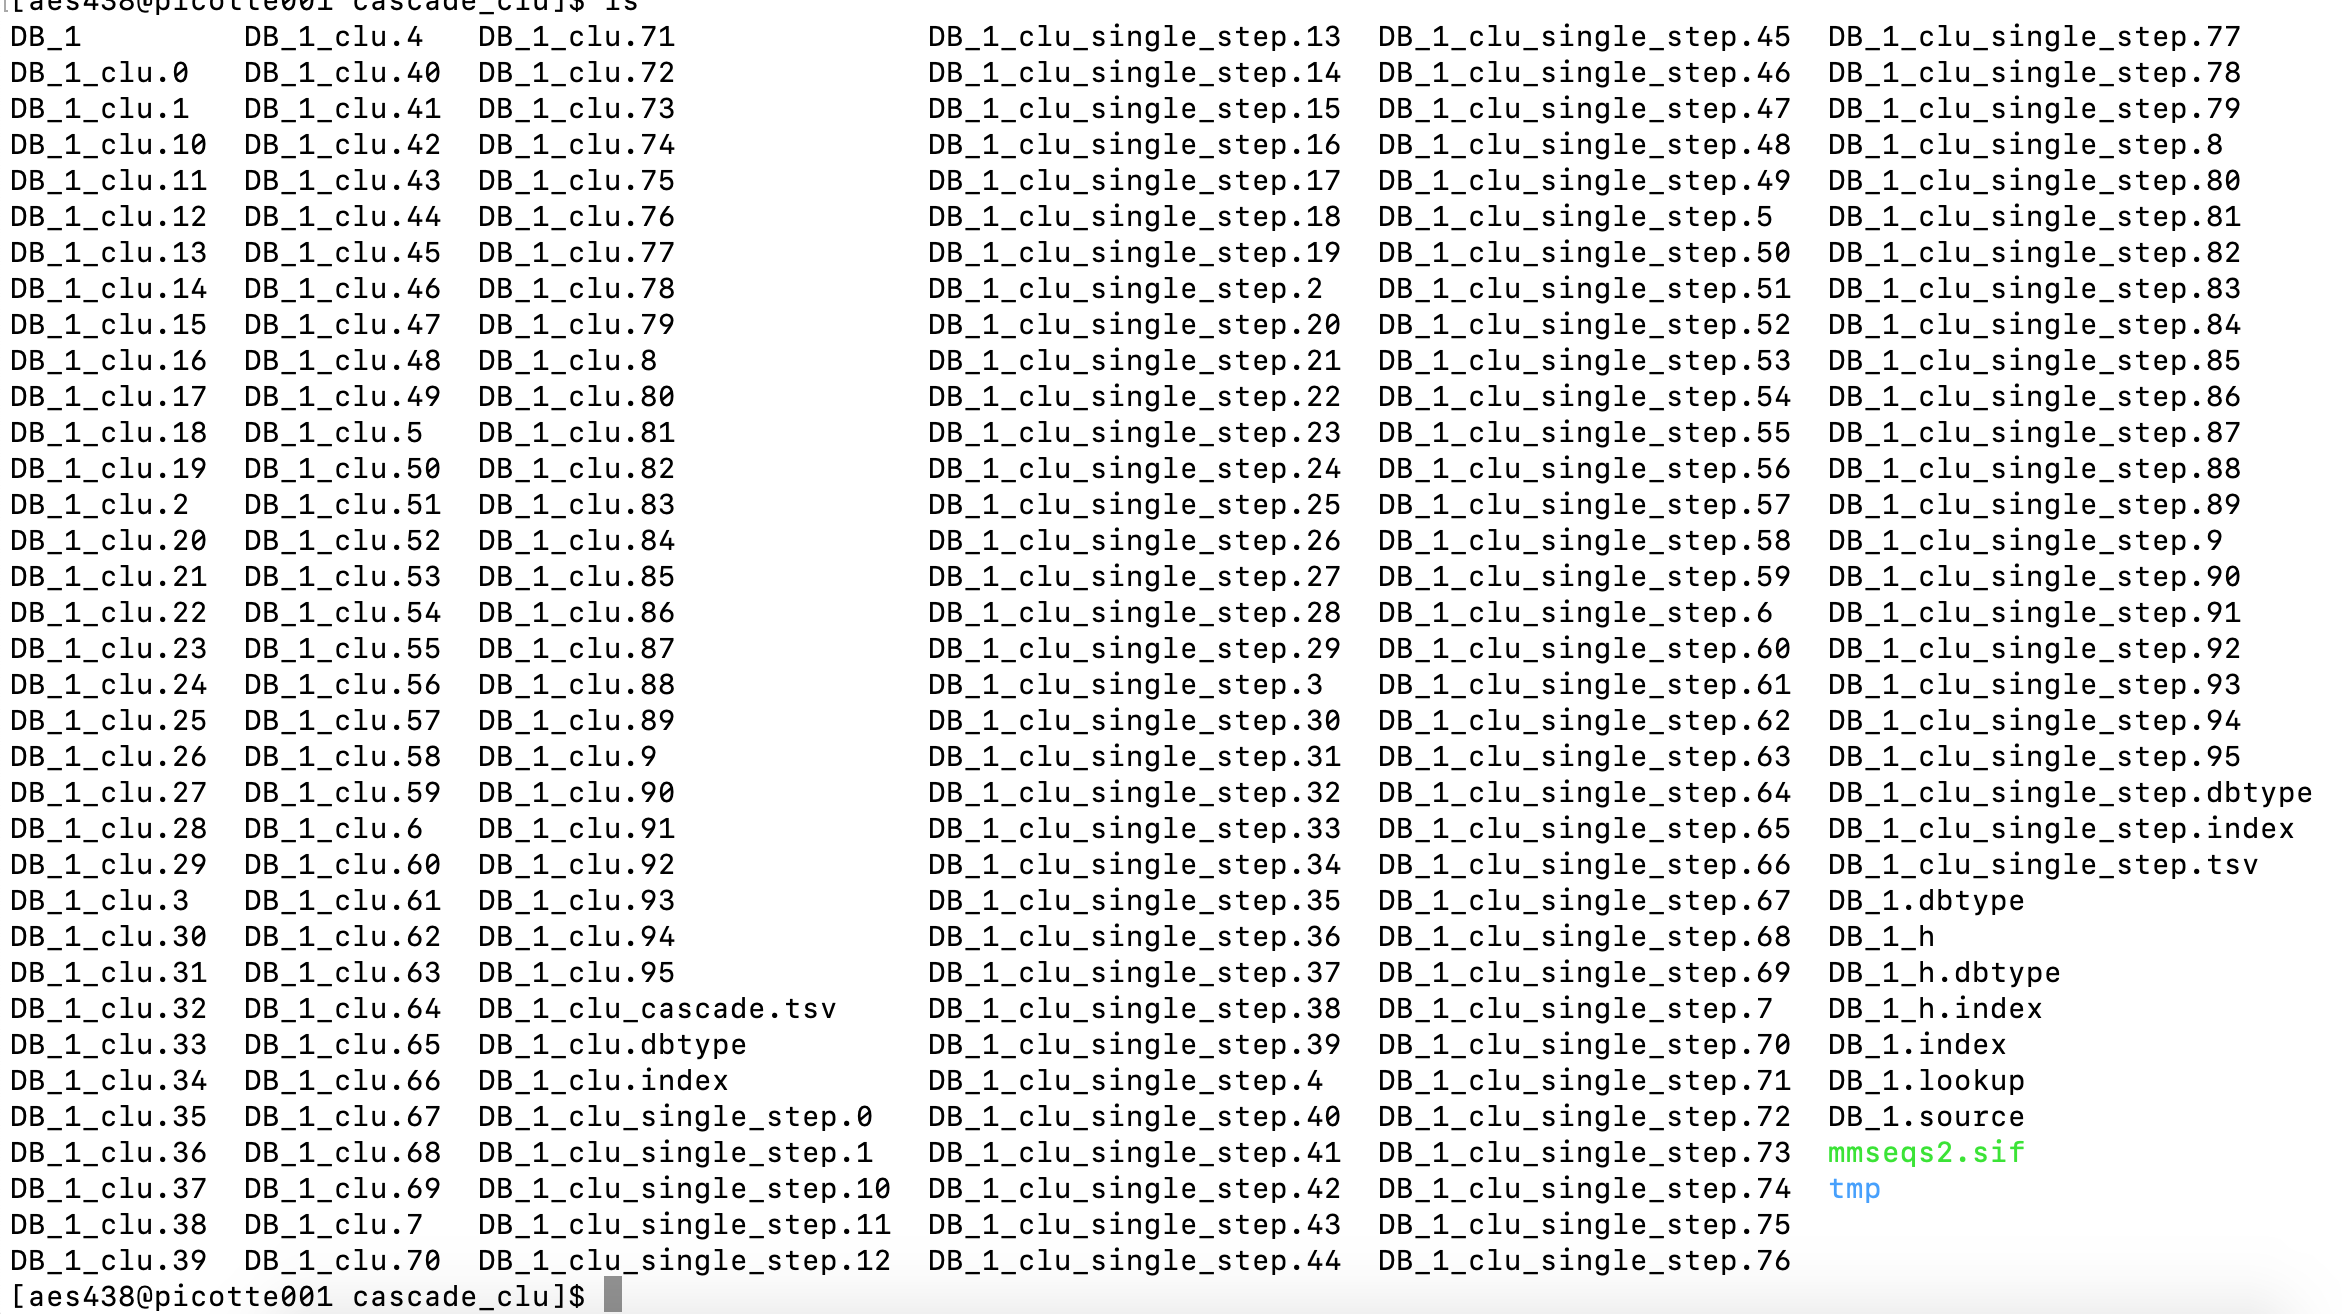 [aes438@picotte001 cascade_clu]$ ls
DB_1 DB_1_clu.4 DB_1_clu.71 DB_1_clu_single_step.13 DB_1_clu_single_step.45 DB_1_clu_single_step.77
DB_1_clu.0 DB_1_clu.40 DB_1_clu.72 DB_1_clu_single_step.14 DB_1_clu_single_step.46 DB_1_clu_single_step.78
DB_1_clu.1 DB_1_clu.41 DB_1_clu.73 DB_1_clu_single_step.15 DB_1_clu_single_step.47 DB_1_clu_single_step.79
DB_1_clu.10 DB_1_clu.42 DB_1_clu.74 DB_1_clu_single_step.16 DB_1_clu_single_step.48 DB_1_clu_single_step.8
DB_1_clu.11 DB_1_clu.43 DB_1_clu.75 DB_1_clu_single_step.17 DB_1_clu_single_step.49 DB_1_clu_single_step.80
DB_1_clu.12 DB_1_clu.44 DB_1_clu.76 DB_1_clu_single_step.18 DB_1_clu_single_step.5 DB_1_clu_single_step.81
DB_1_clu.13 DB_1_clu.45 DB_1_clu.77 DB_1_clu_single_step.19 DB_1_clu_single_step.50 DB_1_clu_single_step.82
DB_1_clu.14 DB_1_clu.46 DB_1_clu.78 DB_1_clu_single_step.2 DB_1_clu_single_step.51 DB_1_clu_single_step.83
DB_1_clu.15 DB_1_clu.47 DB_1_clu.79 DB_1_clu_single_step.20 DB_1_clu_single_step.52 DB_1_clu_single_step.84
DB_1_clu.16 DB_1_clu.48 DB_1_clu.8 DB_1_clu_single_step.21 DB_1_clu_single_step.53 DB_1_clu_single_step.85
DB_1_clu.17 DB_1_clu.49 DB_1_clu.80 DB_1_clu_single_step.22 DB_1_clu_single_step.54 DB_1_clu_single_step.86
DB_1_clu.18 DB_1_clu.5 DB_1_clu.81 DB_1_clu_single_step.23 DB_1_clu_single_step.55 DB_1_clu_single_step.87
DB_1_clu.19 DB_1_clu.50 DB_1_clu.82 DB_1_clu_single_step.24 DB_1_clu_single_step.56 DB_1_clu_single_step.88
DB_1_clu.2 DB_1_clu.51 DB_1_clu.83 DB_1_clu_single_step.25 DB_1_clu_single_step.57 DB_1_clu_single_step.89
DB_1_clu.20 DB_1_clu.52 DB_1_clu.84 DB_1_clu_single_step.26 DB_1_clu_single_step.58 DB_1_clu_single_step.9
DB_1_clu.21 DB_1_clu.53 DB_1_clu.85 DB_1_clu_single_step.27 DB_1_clu_single_step.59 DB_1_clu_single_step.90
DB_1_clu.22 DB_1_clu.54 DB_1_clu.86 DB_1_clu_single_step.28 DB_1_clu_single_step.6 DB_1_clu_single_step.91
DB_1_clu.23 DB_1_clu.55 DB_1_clu.87 DB_1_clu_single_step.29 DB_1_clu_single_step.60 DB_1_clu_single_step.92
DB_1_clu.24 DB_1_clu.56 DB_1_clu.88 DB_1_clu_single_step.3 DB_1_clu_single_step.61 DB_1_clu_single_step.93
DB_1_clu.25 DB_1_clu.57 DB_1_clu.89 DB_1_clu_single_step.30 DB_1_clu_single_step.62 DB_1_clu_single_step.94
DB_1_clu.26 DB_1_clu.58 DB_1_clu.9 DB_1_clu_single_step.31 DB_1_clu_single_step.63 DB_1_clu_single_step.95
DB_1_clu.27 DB_1_clu.59 DB_1_clu.90 DB_1_clu_single_step.32 DB_1_clu_single_step.64 DB_1_clu_single_step.dbtype
DB_1_clu.28 DB_1_clu.6 DB_1_clu.91 DB_1_clu_single_step.33 DB_1_clu_single_step.65 DB_1_clu_single_step.index
DB_1_clu.29 DB_1_clu.60 DB_1_clu.92 DB_1_clu_single_step.34 DB_1_clu_single_step.66 DB_1_clu_single_step.tsv
DB_1_clu.3 DB_1_clu.61 DB_1_clu.93 DB_1_clu_single_step.35 DB_1_clu_single_step.67 DB_1.dbtype
DB_1_clu.30 DB_1_clu.62 DB_1_clu.94 DB_1_clu_single_step.36 DB_1_clu_single_step.68 DB_1_h
DB_1_clu.31 DB_1_clu.63 DB_1_clu.95 DB_1_clu_single_step.37 DB_1_clu_single_step.69 DB_1_h.dbtype
DB_1_clu.32 DB_1_clu.64 DB_1_clu_cascade.tsv DB_1_clu_single_step.38 DB_1_clu_single_step.7 DB_1_h.index
DB_1_clu.33 DB_1_clu.65 DB_1_clu.dbtype DB_1_clu_single_step.39 DB_1_clu_single_step.70 DB_1.index
DB_1_clu.34 DB_1_clu.66 DB_1_clu.index DB_1_clu_single_step.4 DB_1_clu_single_step.71 DB_1.lookup
DB_1_clu.35 DB_1_clu.67 DB_1_clu_single_step.0 DB_1_clu_single_step.40 DB_1_clu_single_step.72 DB_1.source
DB_1_clu.36 DB_1_clu.68 DB_1_clu_single_step.1 DB_1_clu_single_step.41 DB_1_clu_single_step.73 mmseqs2.sif
DB_1_clu.37 DB_1_clu.69 DB_1_clu_single_step.10 DB_1_clu_single_step.42 DB_1_clu_single_step.74 tmp
DB_1_clu.38 DB_1_clu.7 DB_1_clu_single_step.11 DB_1_clu_single_step.43 DB_1_clu_single_step.75
DB_1_clu.39 DB_1_clu.70 DB_1_clu_single_step.12 DB_1_clu_single_step.44 DB_1_clu_single_step.76
[aes438@picotte001 cascade_clu]$